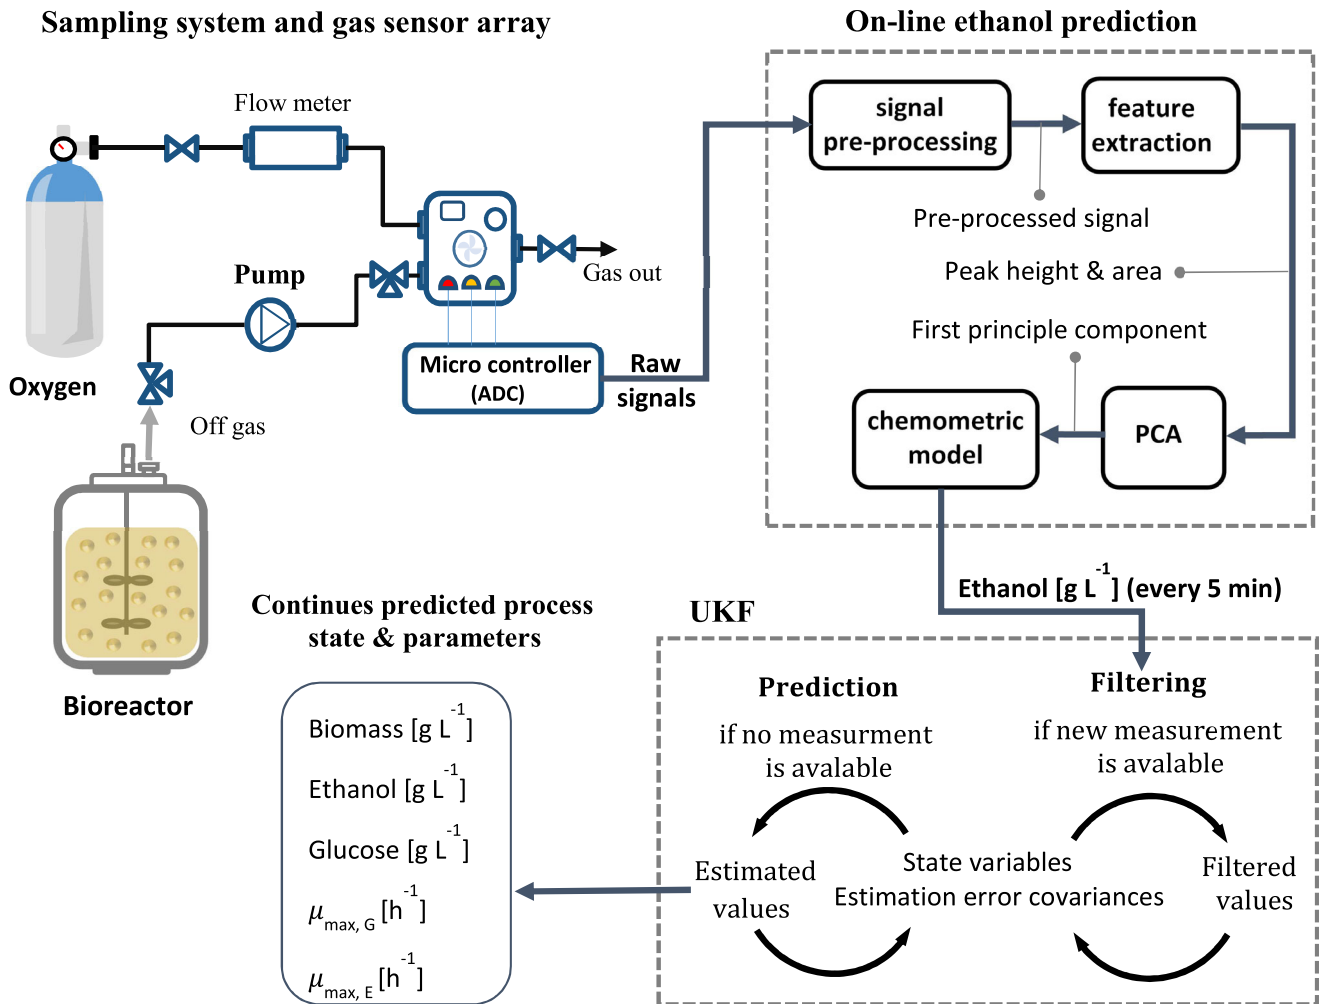 Sampling system and gas sensor array
Flow meter
Pump
Gas out
Oxygen
Off gas
Micro controller
(ADC)
Raw
signals
Bioreactor
On-line ethanol prediction
signal
pre-processing
feature
extraction
Pre-processed signal
Peak height & area
First principle component
chemometric
model
PCA
Ethanol [g L⁻¹] (every 5 min)
UKF
Prediction
if no measurment
is avalable
Filtering
if new measurement
is avalable
Estimated
values
State variables
Estimation error covariances
Filtered
values
Continues predicted process
state & parameters
Biomass [g L⁻¹]
Ethanol [g L⁻¹]
Glucose [g L⁻¹]
μmax, G [h⁻¹]
μmax, E [h⁻¹]